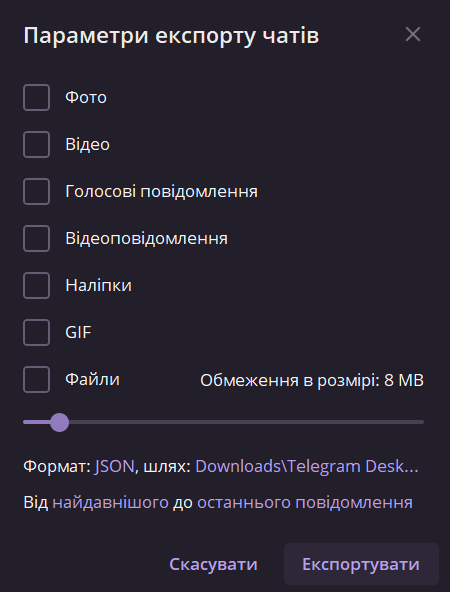 Параметри експорту чатів
Фото
Відео
Голосові повідомлення
Відеоповідомлення
Наліпки
GIF
Файли Обмеження в розмірі: 8 MB
Формат: JSON, шлях: Downloads\Telegram Desk...
Від найдавнішого до останнього повідомлення
Скасувати Експортувати